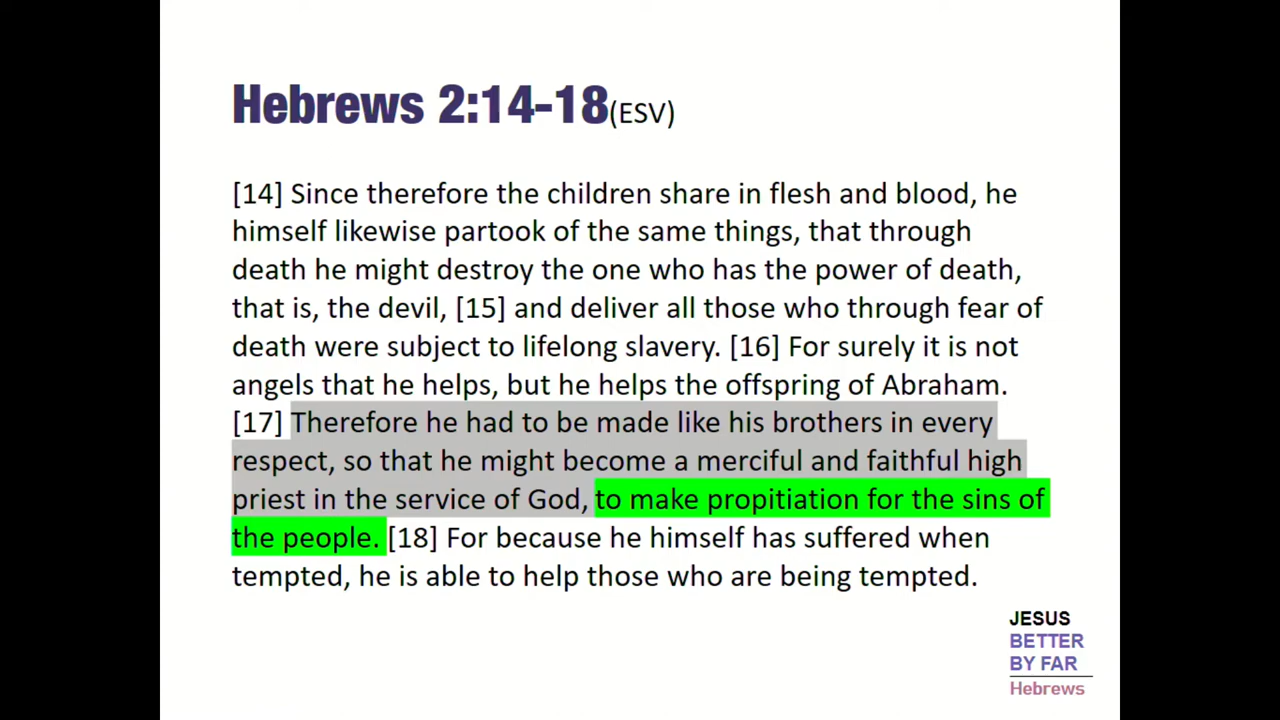 Hebrews 2:14-18(ESV)
[14] Since therefore the children share in flesh and blood, he
himself likewise partook of the same things, that through
death he might destroy the one who has the power of death,
that is, the devil, [15] and deliver all those who through fear of
death were subject to lifelong slavery. [16] For surely it is not
angels that he helps, but he helps the offspring of Abraham.
[17] Therefore he had to be made like his brothers in every
respect, so that he might become a merciful and faithful high
priest in the service of God, to make propitiation for the sins of
the people. [18] For because he himself has suffered when
tempted, he is able to help those who are being tempted.
JESUS
BETTER
BY FAR
Hebrews